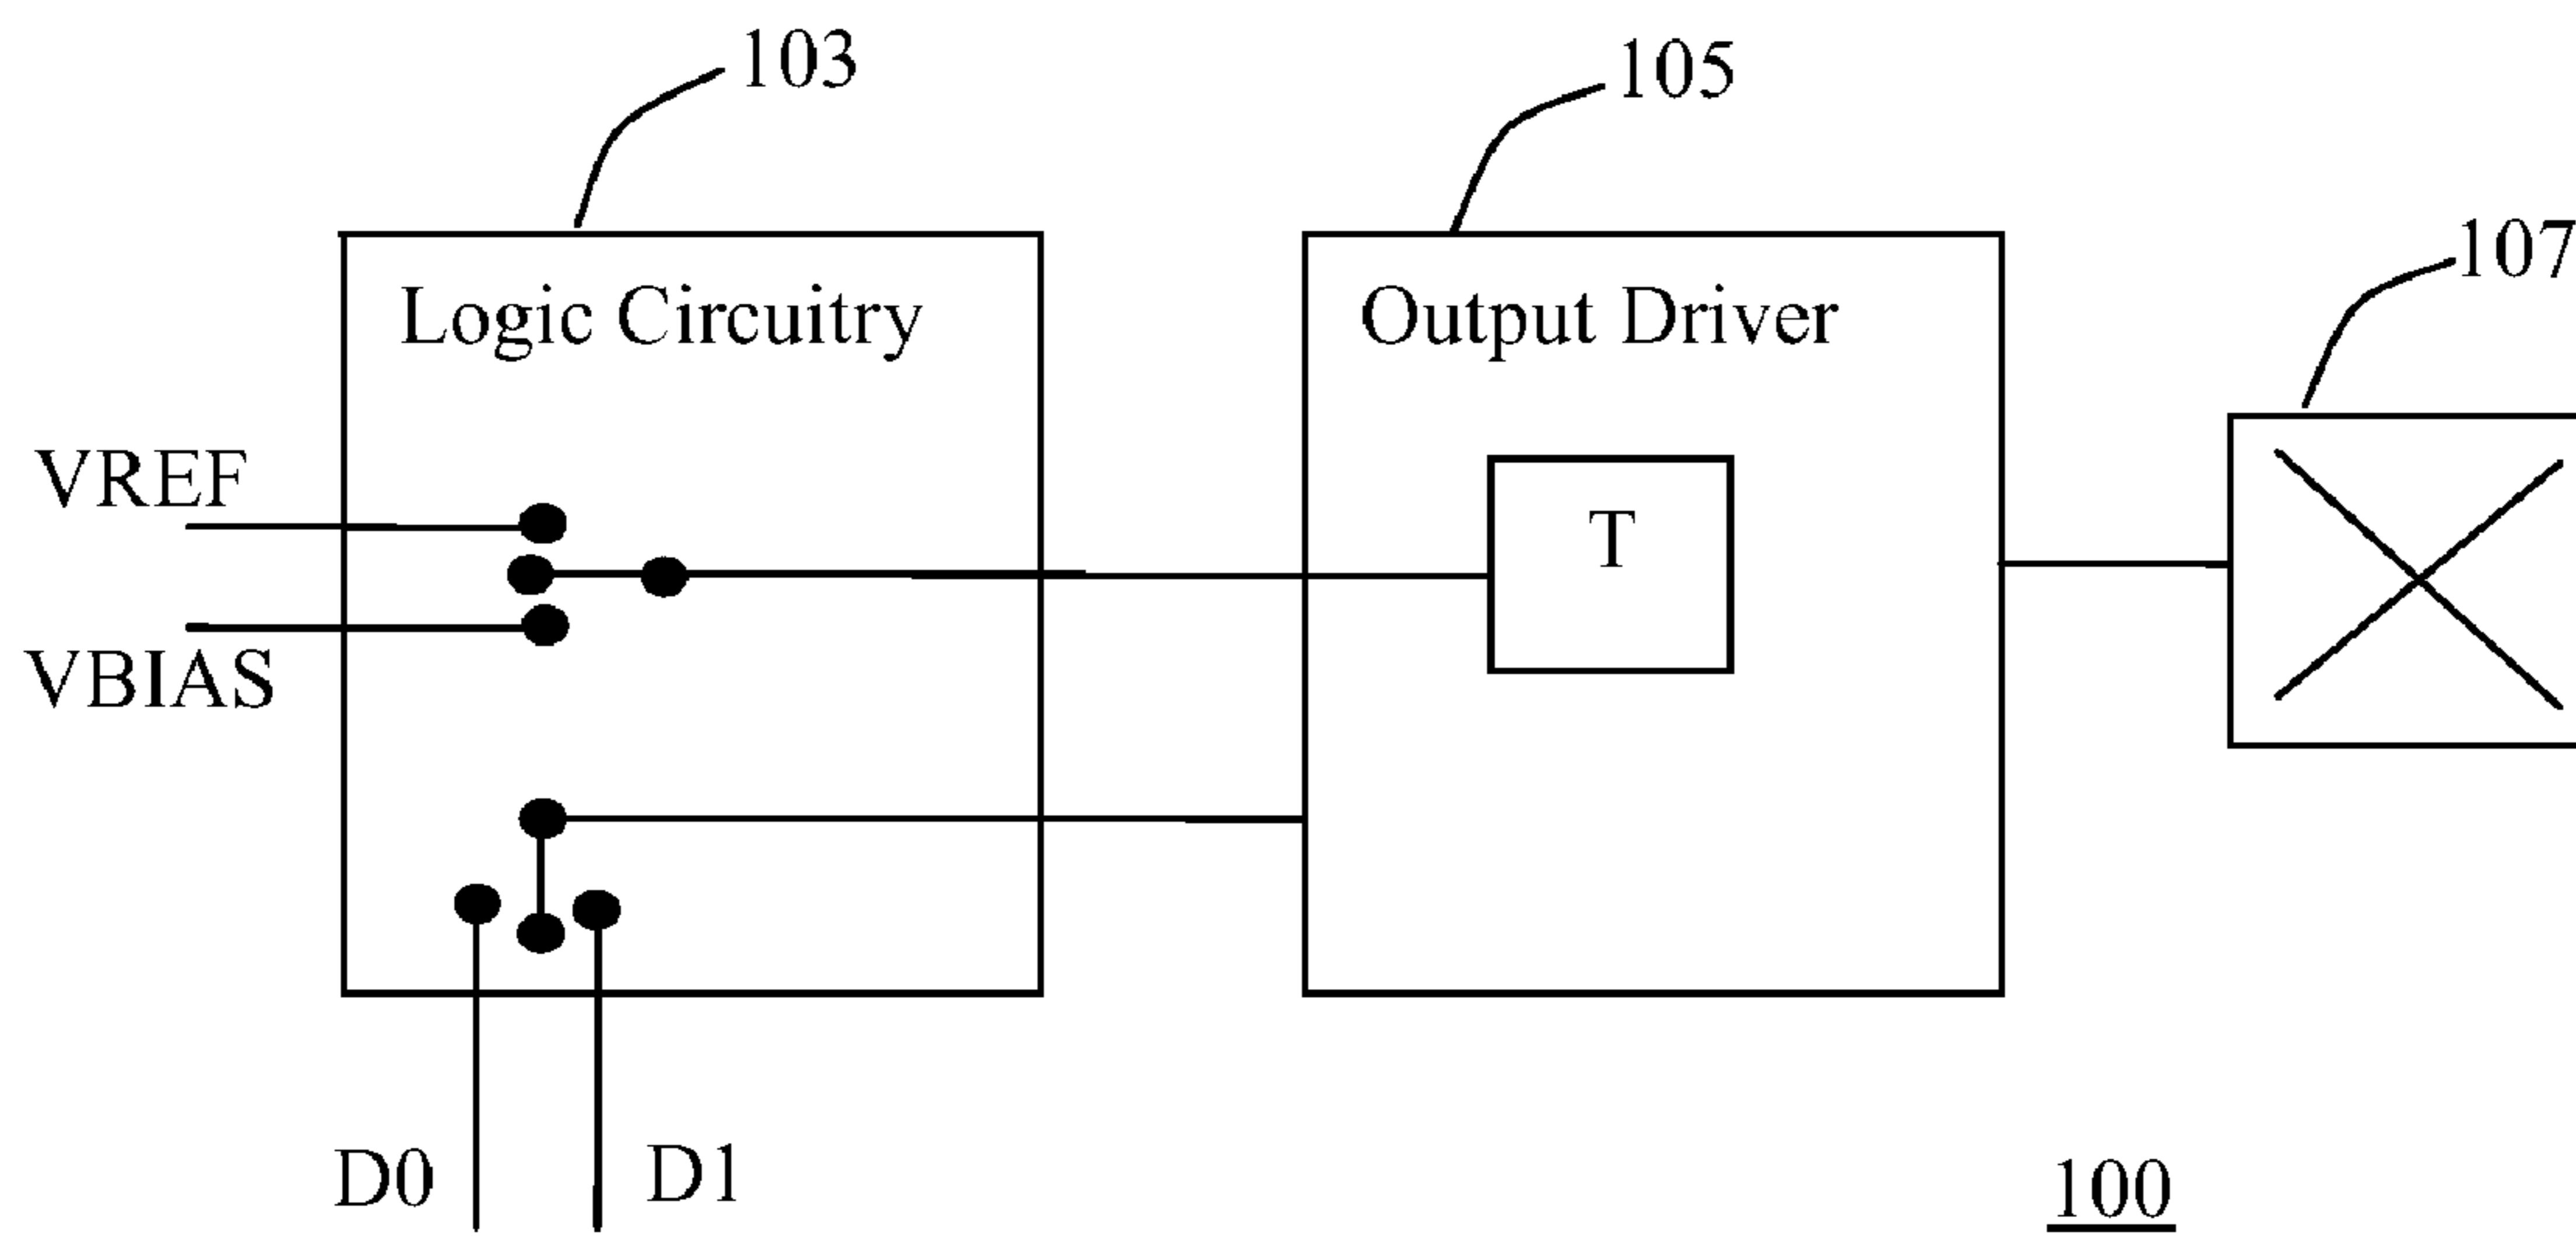 103
105
107
Logic Circuitry
Output Driver
VREF
T
VBIAS
D0
D1
100